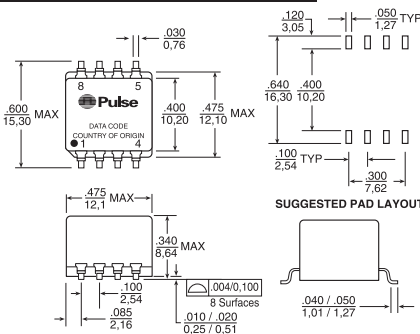 .030
0,76
8 5
Pulse
DATA CODE
COUNTRY OF ORIGIN
1 4
.600
15,30 MAX
.400
10,20
.475
12,10 MAX
.120
3,05
.050
1,27 TYP
.640
16,30
.400
10,20
.100
2,54 TYP
.300
7,62
SUGGESTED PAD LAYOUT
.475
12,1 MAX
.340
8,64 MAX
.100
2,54
.085
2,16
.004/0,100
8 Surfaces
.010 / .020
0,25 / 0,51
.040 / .050
1,01 / 1,27